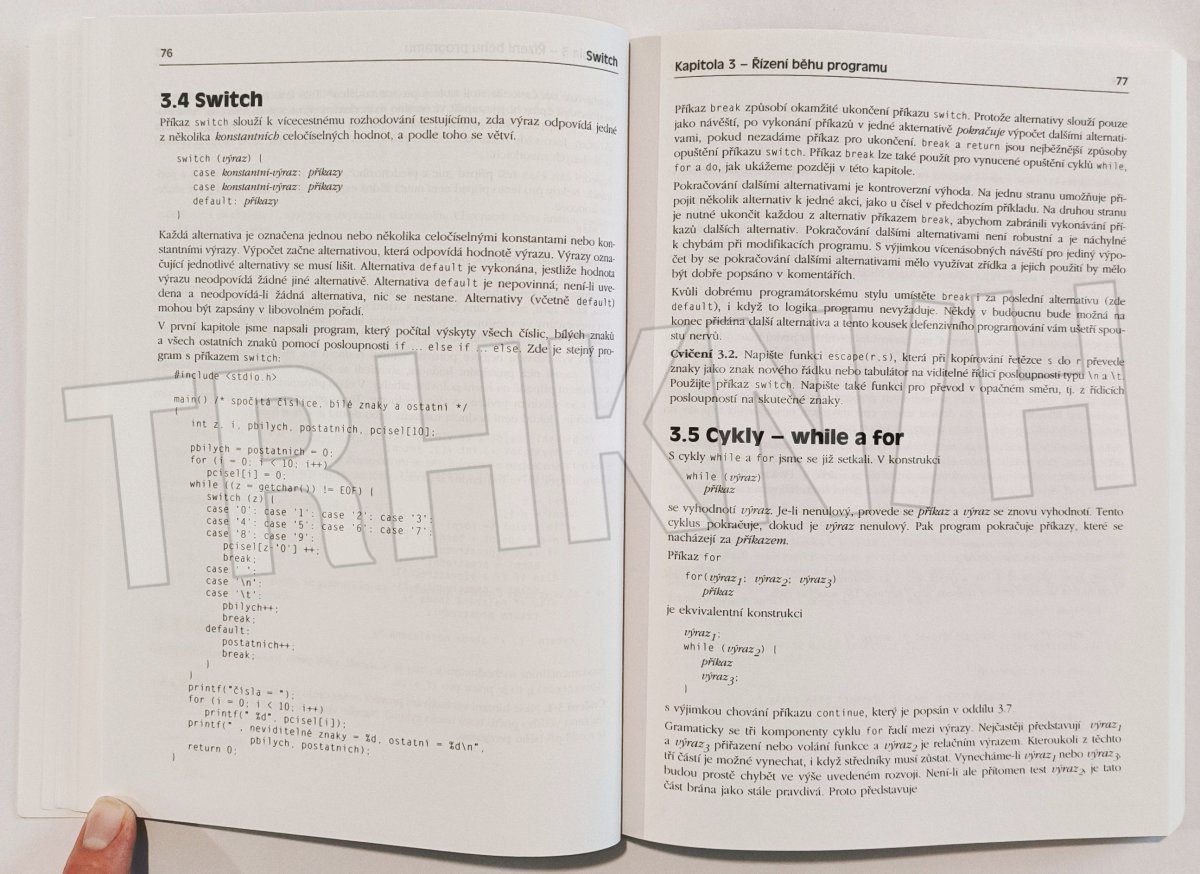 76
Switch
3.4 Switch
Příkaz switch slouží k vícecestnému rozhodování testujícímu, zda výraz odpovídá jedné
z několika konstantních celočíselných hodnot, a podle toho se větví.
switch (výraz) {
case konstantní-výraz: příkazy
case konstantní-výraz: příkazy
default: příkazy
}
Každá alternativa je označena jednou nebo několika celočíselnými konstantami nebo kon-
stantními výrazy. Výpočet začne alternativou, která odpovídá hodnotě výrazu. Výrazy ozna-
čující jednotlivé alternativy se musí lišit. Alternativa default je vykonána, jestliže hodnota
výrazu neodpovídá žádné jiné alternativě. Alternativa default je nepovinná; není-li uve-
dena a neodpovídá-li žádná alternativa, nic se nestane. Alternativy (včetně default)
mohou být zapsány v libovolném pořadí.
V první kapitole jsme napsali program, který počítal výskyty všech číslic, bílých znaků
a všech ostatních znaků pomocí posloupnosti if ... else if ... else. Zde je stejný pro-
gram s příkazem switch:
#include <stdio.h>
main() /* spočítá číslice, bílé znaky a ostatní */
{
int z, i, pbilych, postatnich, pcisel[10];
pbilych = postatnich = 0;
for (i = 0; i < 10; i++)
pcisel[i] = 0;
while ((z = getchar()) != EOF) {
switch (z) {
case '0': case '1': case '2': case '3':
case '4': case '5': case '6': case '7':
case '8': case '9':
pcisel[z-'0'] ++;
break;
case ' ':
case '\n':
case '\t':
pbilych++;
break;
default:
postatnich++;
break;
}
}
printf("čísla = ");
for (i = 0; i < 10; i++)
printf(" %d", pcisel[i]);
printf(" , neviditelné znaky = %d, ostatní = %d\n",
pbilych, postatnich);
return 0;
}
Kapitola 3 – Řízení běhu programu
77
Příkaz break způsobí okamžité ukončení příkazu switch. Protože alternativy slouží pouze
jako návěští, po vykonání příkazů v jedné akternativě pokračuje výpočet dalšími alternati-
vami, pokud nezadáme příkaz pro ukončení. break a return jsou nejběžnější způsoby
opuštění příkazu switch. Příkaz break lze také použít pro vynucené opuštění cyklů while,
for a do, jak ukážeme později v této kapitole.
Pokračování dalšími alternativami je kontroverzní výhoda. Na jednu stranu umožňuje při-
pojit několik alternativ k jedné akci, jako u čísel v předchozím příkladu. Na druhou stranu
je nutné ukončit každou z alternativ příkazem break, abychom zabránili vykonávání pří-
kazů dalších alternativ. Pokračování dalšími alternativami není robustní a je náchylné
k chybám při modifikacích programu. S výjimkou vícenásobných návěští pro jediný výpo-
čet by se pokračování dalšími alternativami mělo využívat zřídka a jejich použití by mělo
být dobře popsáno v komentářích.
Kvůli dobrému programátorskému stylu umístěte break i za poslední alternativu (zde
default), i když to logika programu nevyžaduje. Někdy v budoucnu bude možná na
konec přidána další alternativa a tento kousek defenzivního programování vám ušetří spou-
stu nervů.
Cvičení 3.2. Napište funkci escape(r,s), která při kopírování řetězce s do r převede
znaky jako znak nového řádku nebo tabulátor na viditelné řídicí posloupnosti typu \n a \t.
Použijte příkaz switch. Napište také funkci pro převod v opačném směru, tj. z řídicích
posloupností na skutečné znaky.
3.5 Cykly – while a for
S cykly while a for jsme se již setkali. V konstrukci
while (výraz)
příkaz
se vyhodnotí výraz. Je-li nenulový, provede se příkaz a výraz se znovu vyhodnotí. Tento
cyklus pokračuje, dokud je výraz nenulový. Pak program pokračuje příkazy, které se
nacházejí za příkazem.
Příkaz for
for(výraz1; výraz2; výraz3)
příkaz
je ekvivalentní konstrukci
výraz1;
while (výraz2) {
příkaz
výraz3;
}
s výjimkou chování příkazu continue, který je popsán v oddílu 3.7.
Gramaticky se tři komponenty cyklu for řadí mezi výrazy. Nejčastěji představují výraz1
a výraz3 přiřazení nebo volání funkce a výraz2 je relačním výrazem. Kteroukoli z těchto
tří částí je možné vynechat, i když středníky musí zůstat. Vynecháme-li výraz1 nebo výraz3,
budou prostě chybět ve výše uvedeném rozvoji. Není-li ale přítomen test výraz2, je tato
část brána jako stále pravdivá. Proto představuje
TRHKNIH